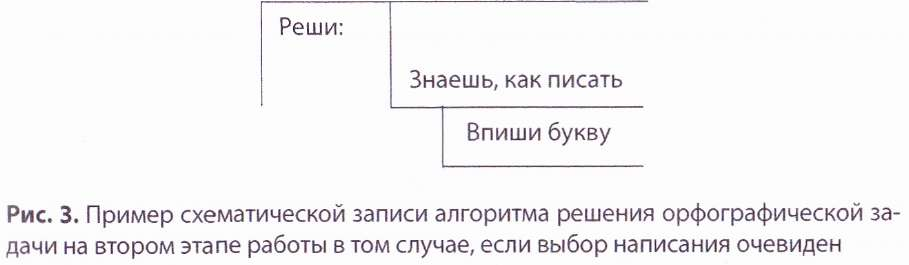 Реши:
Знаешь, как писать
Впиши букву
Рис. 3. Пример схематической записи алгоритма решения орфографической за-
дачи на втором этапе работы в том случае, если выбор написания очевиден